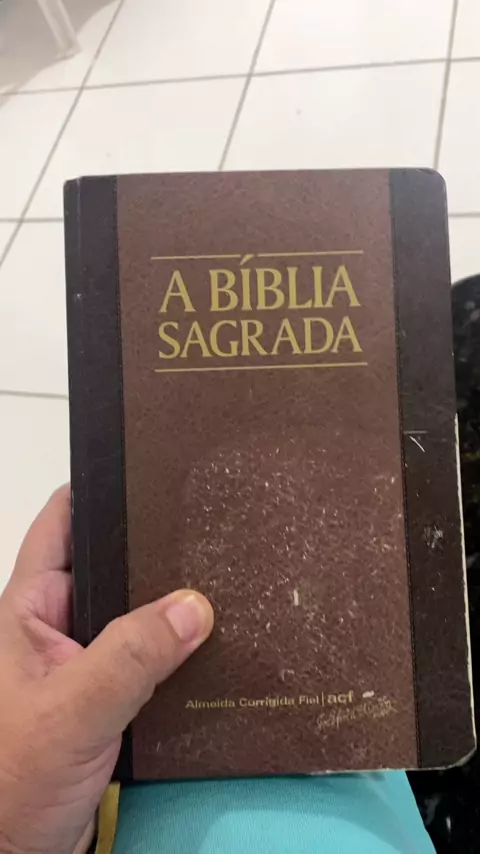 A BÍBLIA
SAGRADA
Almeida Corrigida Fiel | acf